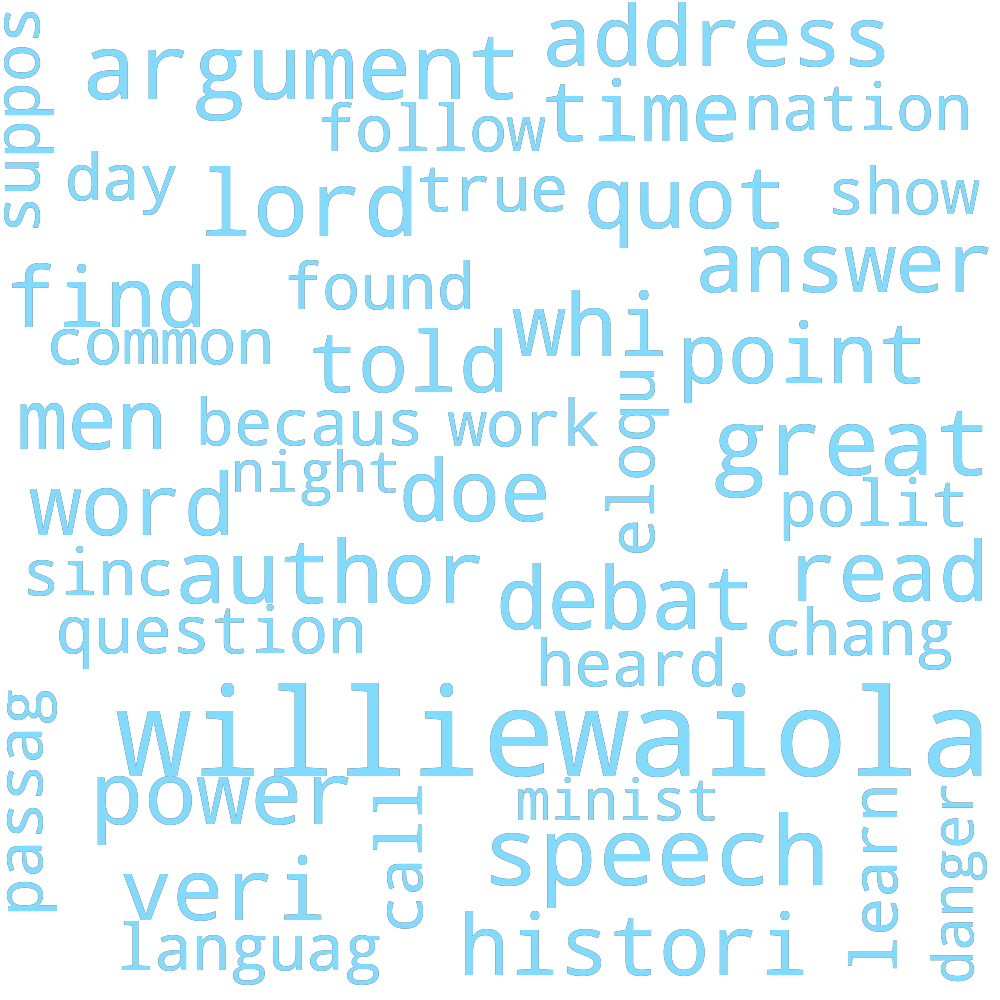 suppos
argument
address
follow
time
nation
day
lord
true
quot
show
answer
find
found
common
told
whi
point
men
becaus
work
eloqu
great
night
word
doe
polit
sinc
author
debat
read
question
heard
chang
williewaiola
passag
power
minist
call
speech
learn
danger
veri
languag
histori